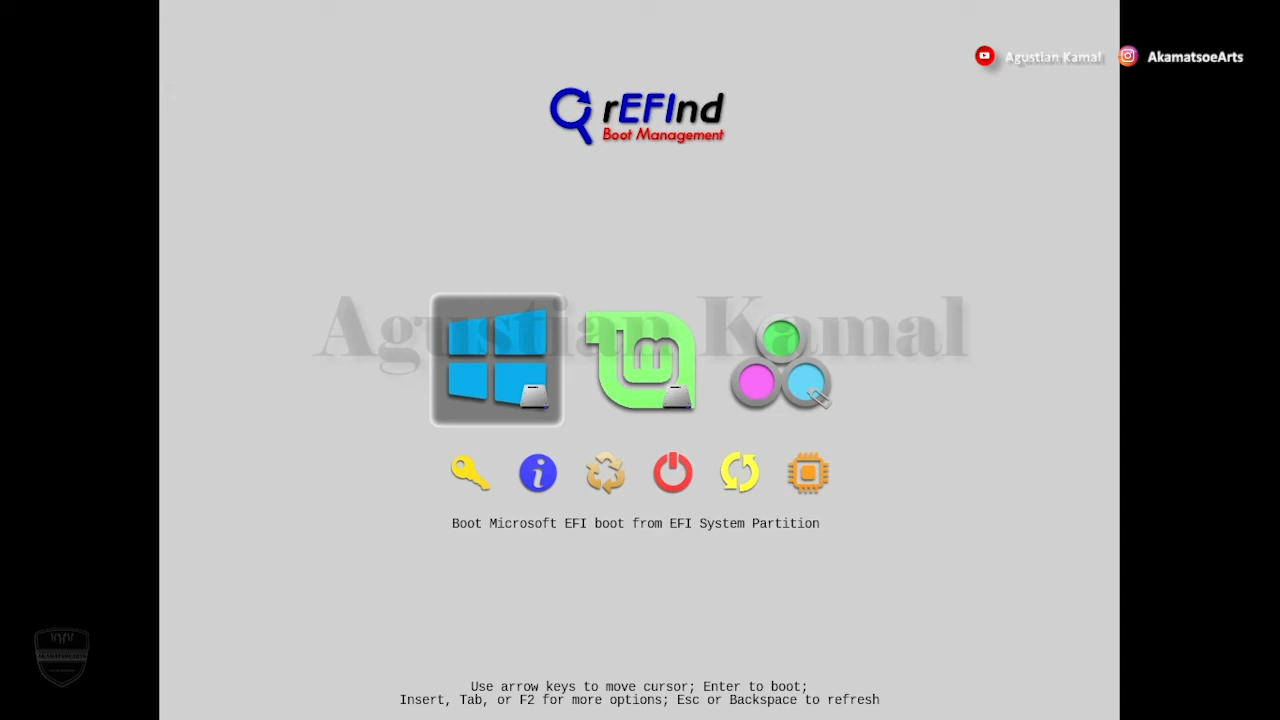 Agustian Kamal
AkamatsoeArts
rEFInd
Boot Management
Agustian Kamal
Boot Microsoft EFI boot from EFI System Partition
Use arrow keys to move cursor; Enter to boot;
Insert, Tab, or F2 for more options; Esc or Backspace to refresh